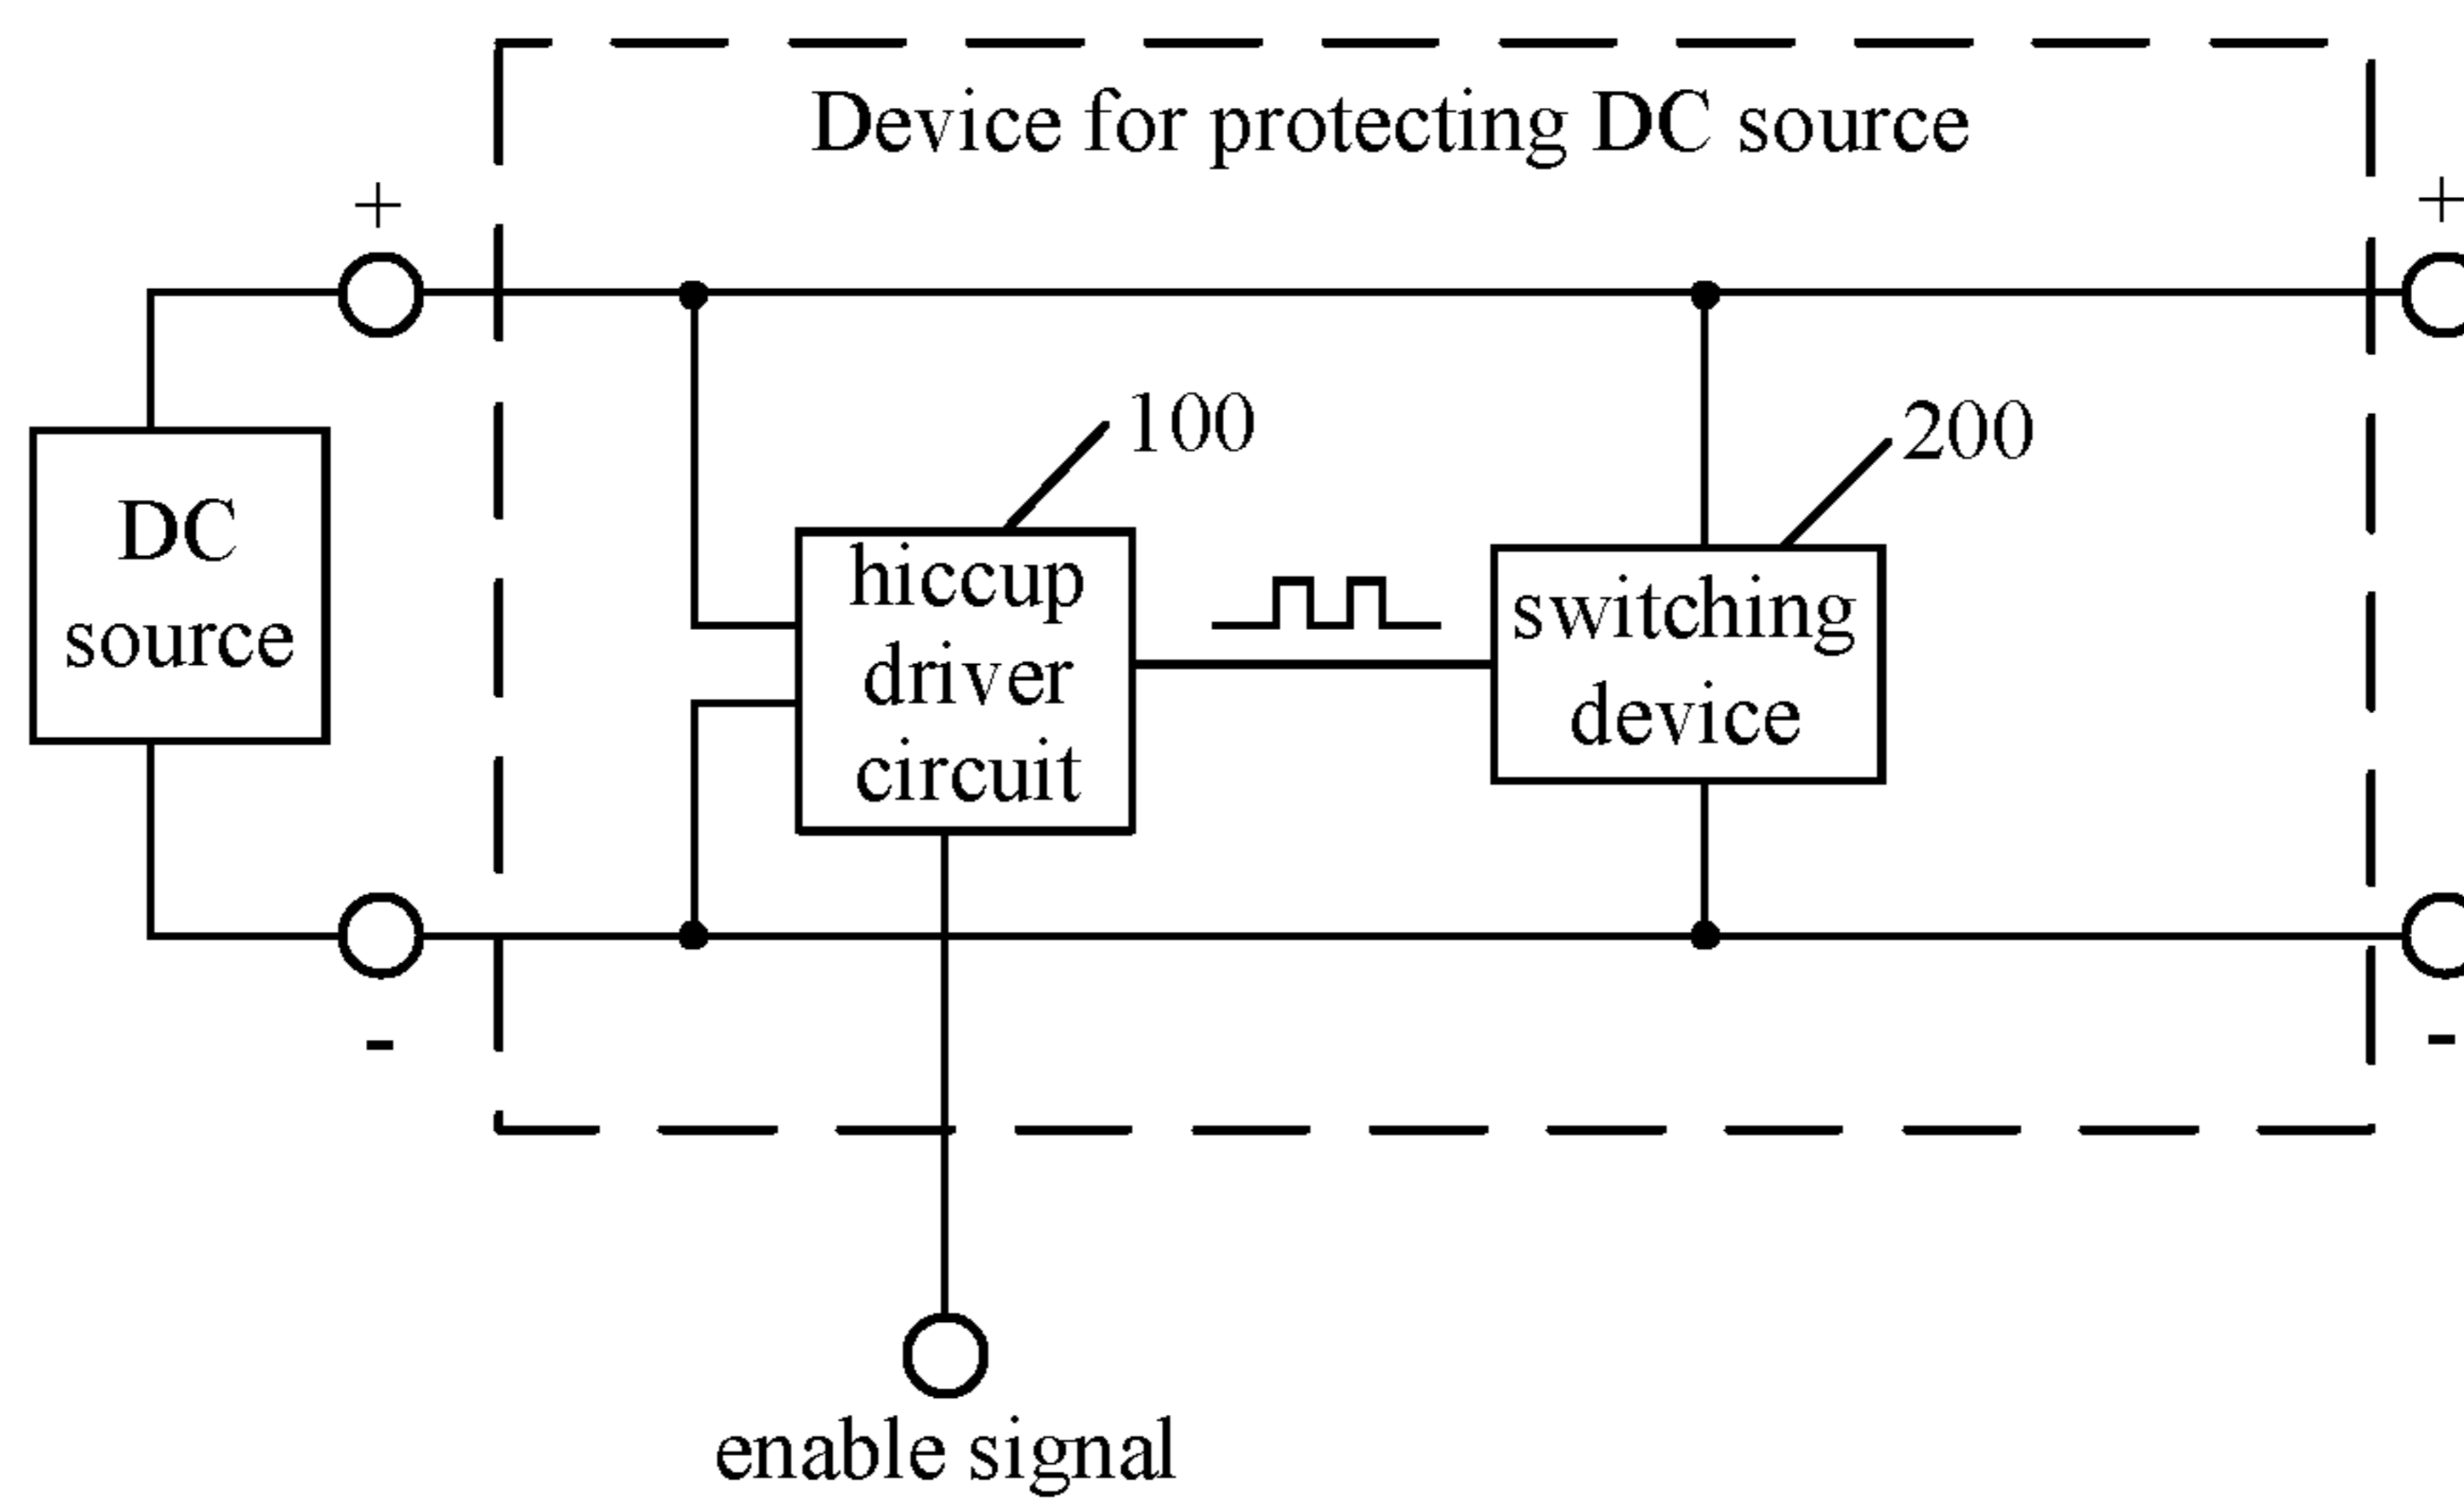 Device for protecting DC source
+
+
100
200
DC
source
hiccup
driver
circuit
switching
device
-
-
enable signal